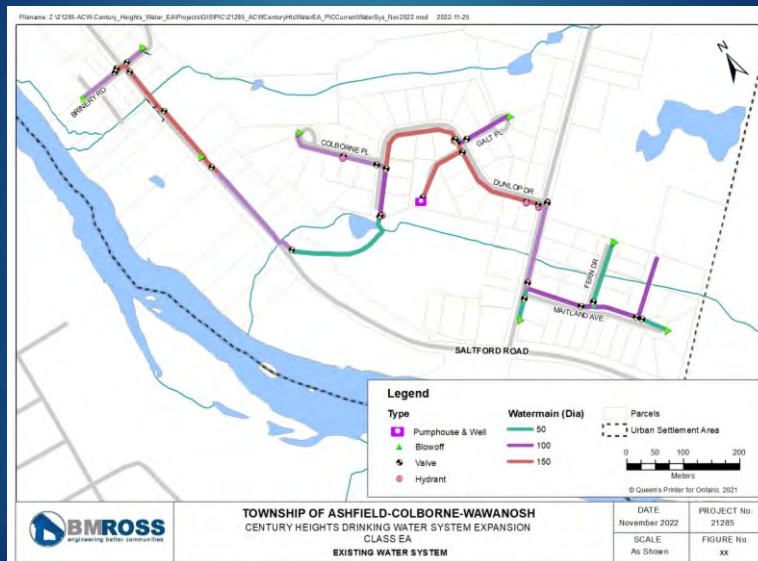 Filename: Z:\21285-ACW-Century_Heights_Water_EA\Projects\GIS\PIC\21285_ACWCenturyHtsWaterEA_PICCurrentWaterSys_Nov2022.mxd 2022-11-25
N
BRINERY RD
COLBORNE PL
GALT PL
DUNLOP DR
FERN DR
MAITLAND AVE
SALTFORD ROAD
Legend
Type
Pumphouse & Well
Blowoff
Valve
Hydrant
Watermain (Dia)
50
100
150
Parcels
Urban Settlement Area
0 50 100 200
Meters
© Queen's Printer for Ontario, 2021
BMROSS
engineering better communities
TOWNSHIP OF ASHFIELD-COLBORNE-WAWANOSH
CENTURY HEIGHTS DRINKING WATER SYSTEM EXPANSION
CLASS EA
EXISTING WATER SYSTEM
DATE
November 2022
PROJECT No.
21285
SCALE
As Shown
FIGURE No.
xx